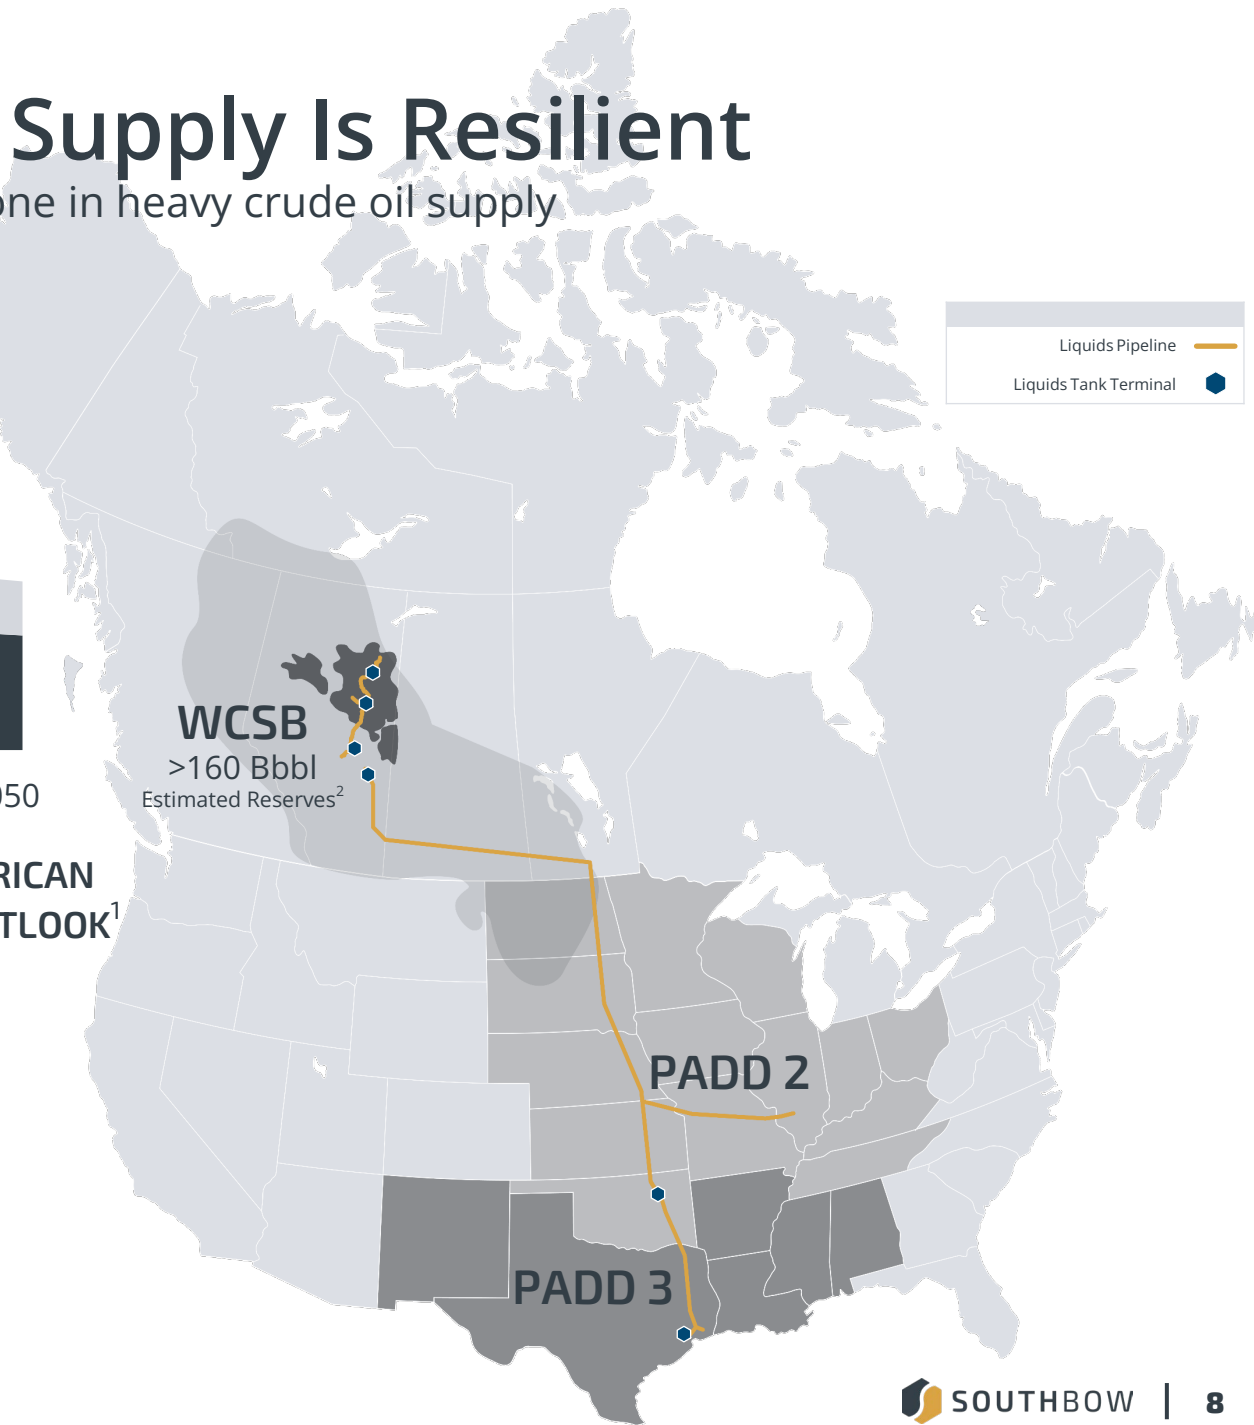 Supply Is Resilient
one in heavy crude oil supply
Liquids Pipeline
Liquids Tank Terminal
WCSB
>160 Bbbl
Estimated Reserves2
050
RICAN
TLOOK1
PADD 2
PADD 3
SOUTHBOW | 8